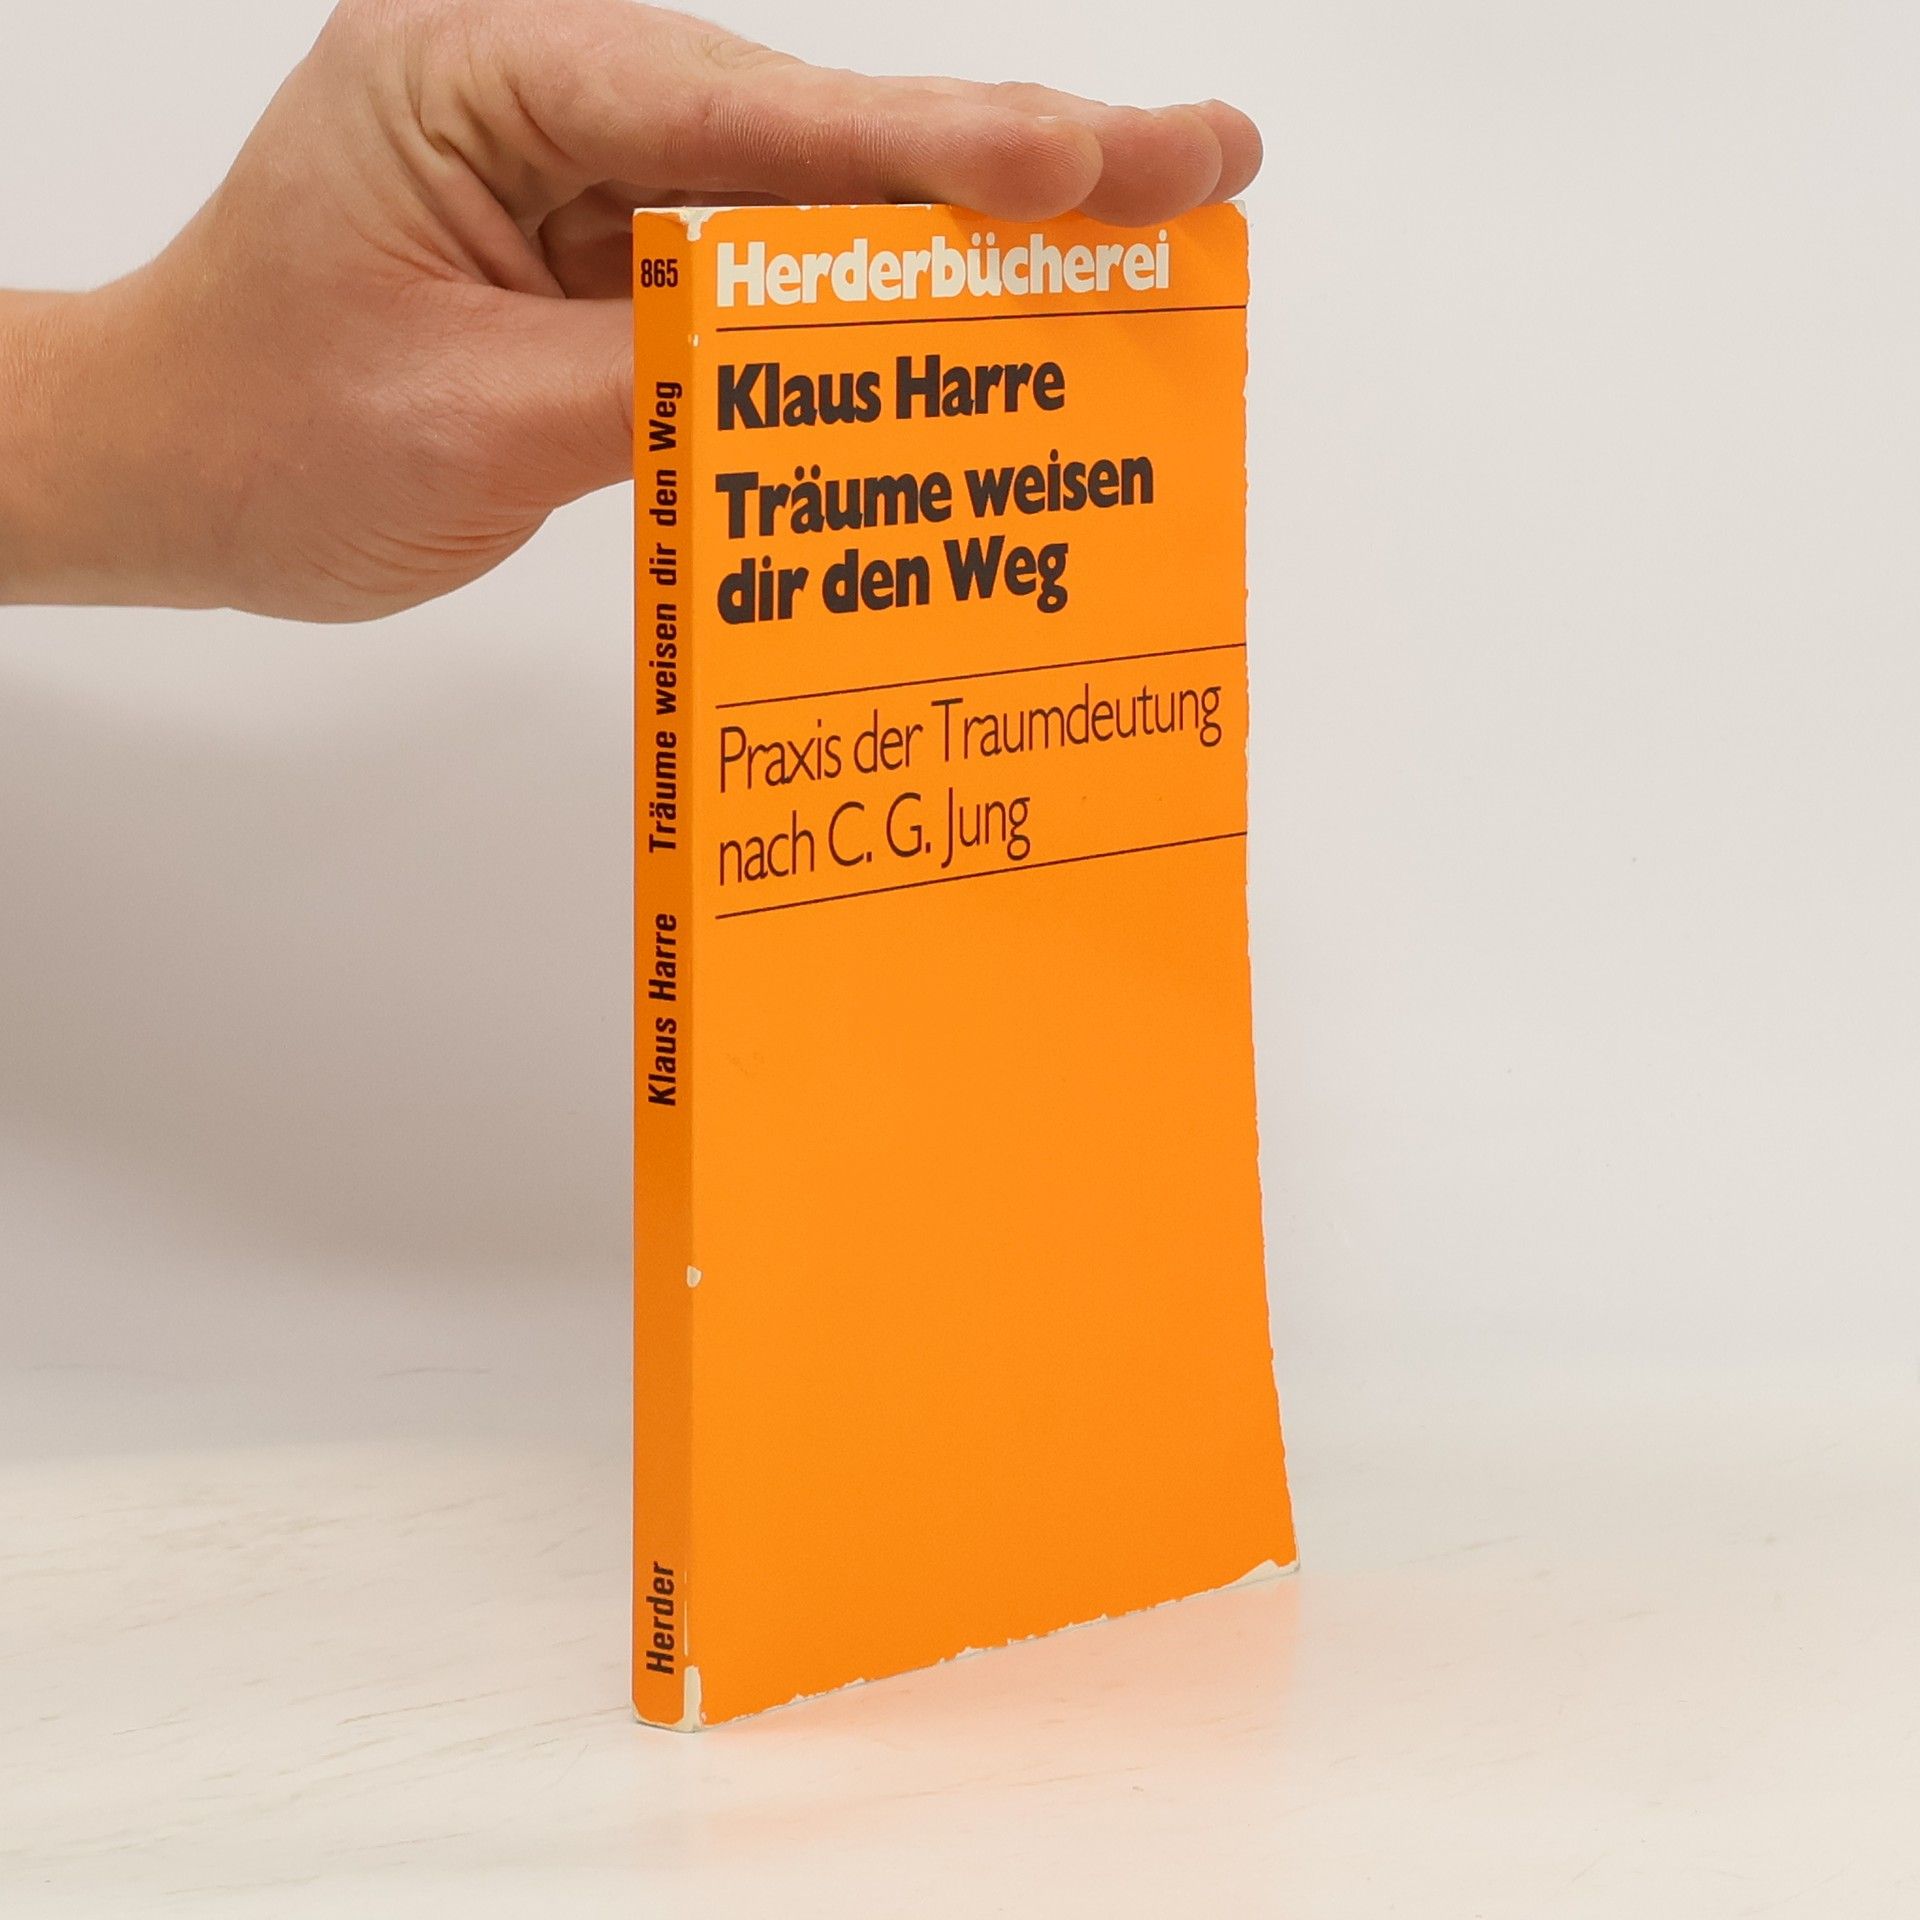 865
Klaus Harre Träume weisen dir den Weg
Herder
Herderbücherei
Klaus Harre
Träume weisen
dir den Weg
Praxis der Traumdeutung
nach C. G. Jung